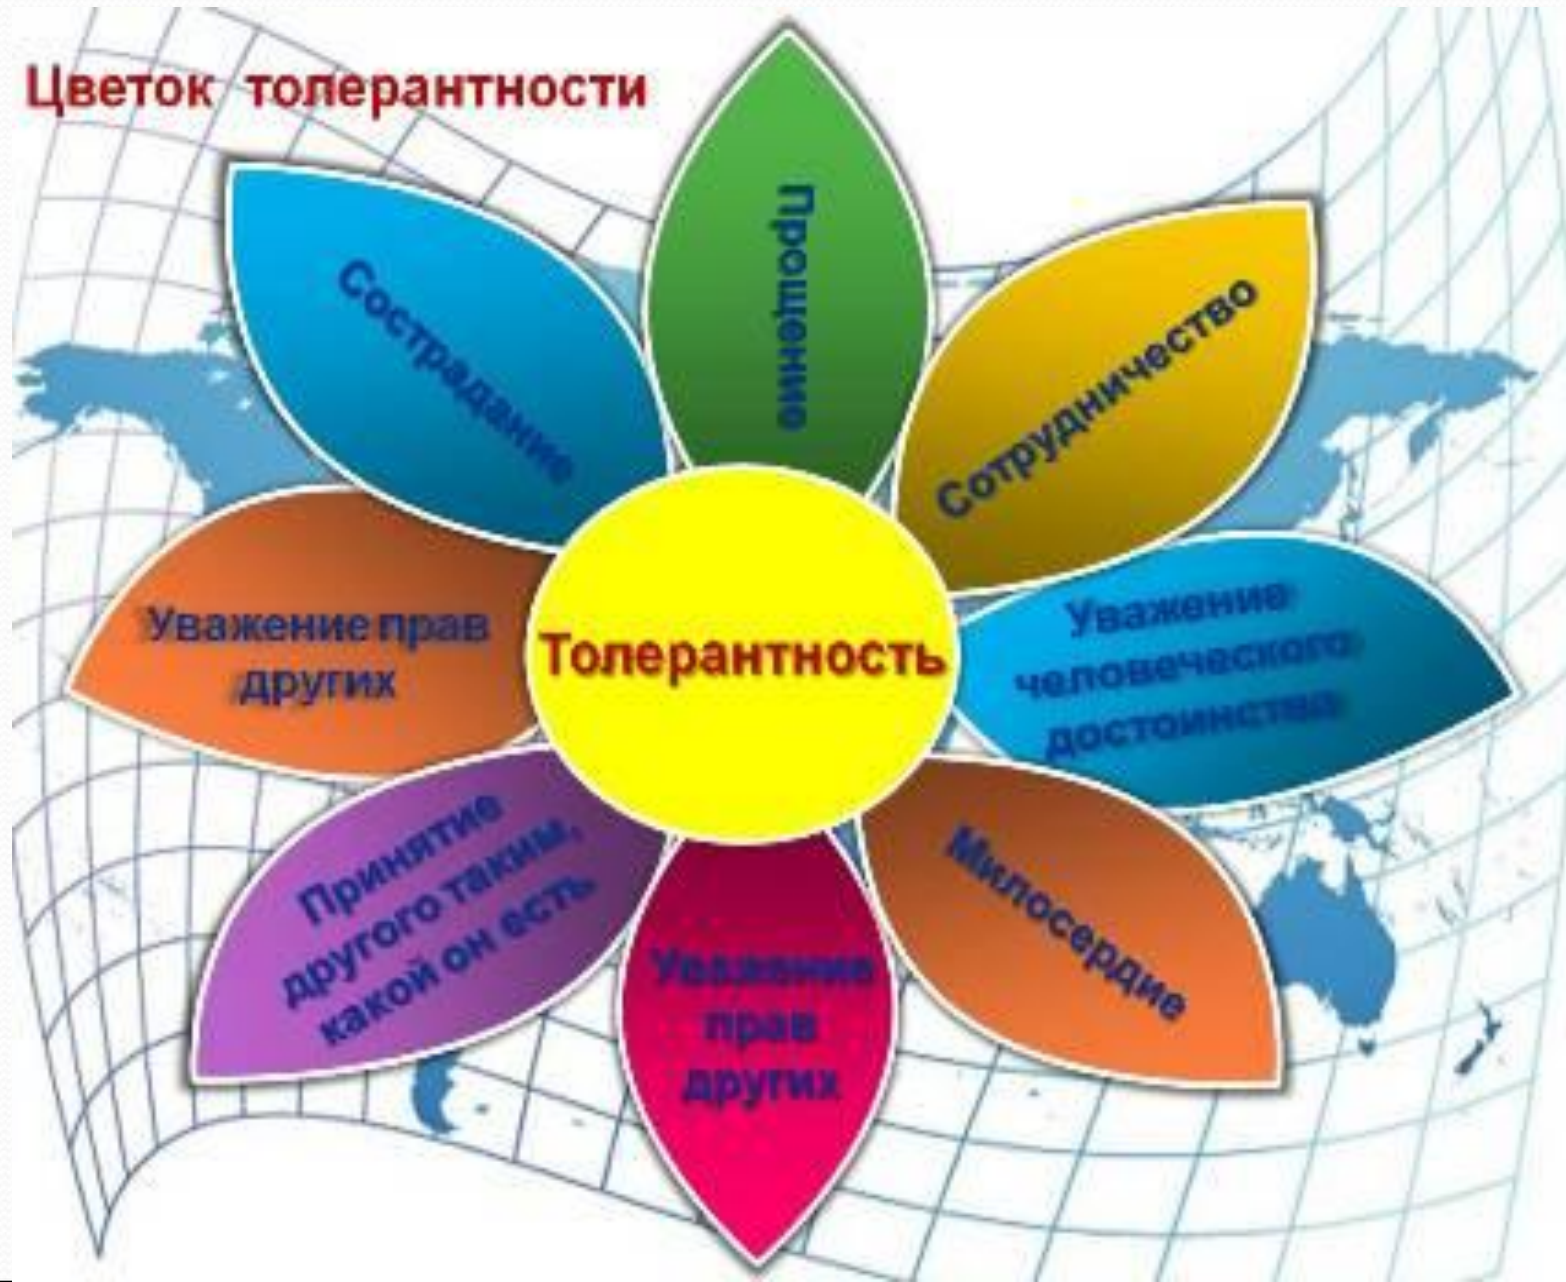 Цветок толерантности
Прощение
Сострадание
Сотрудничество
Уважение прав
других
Толерантность
Уважение
человеческого
достоинства
Принятие
другого таким,
какой он есть
Милосердие
Уважение
прав
других